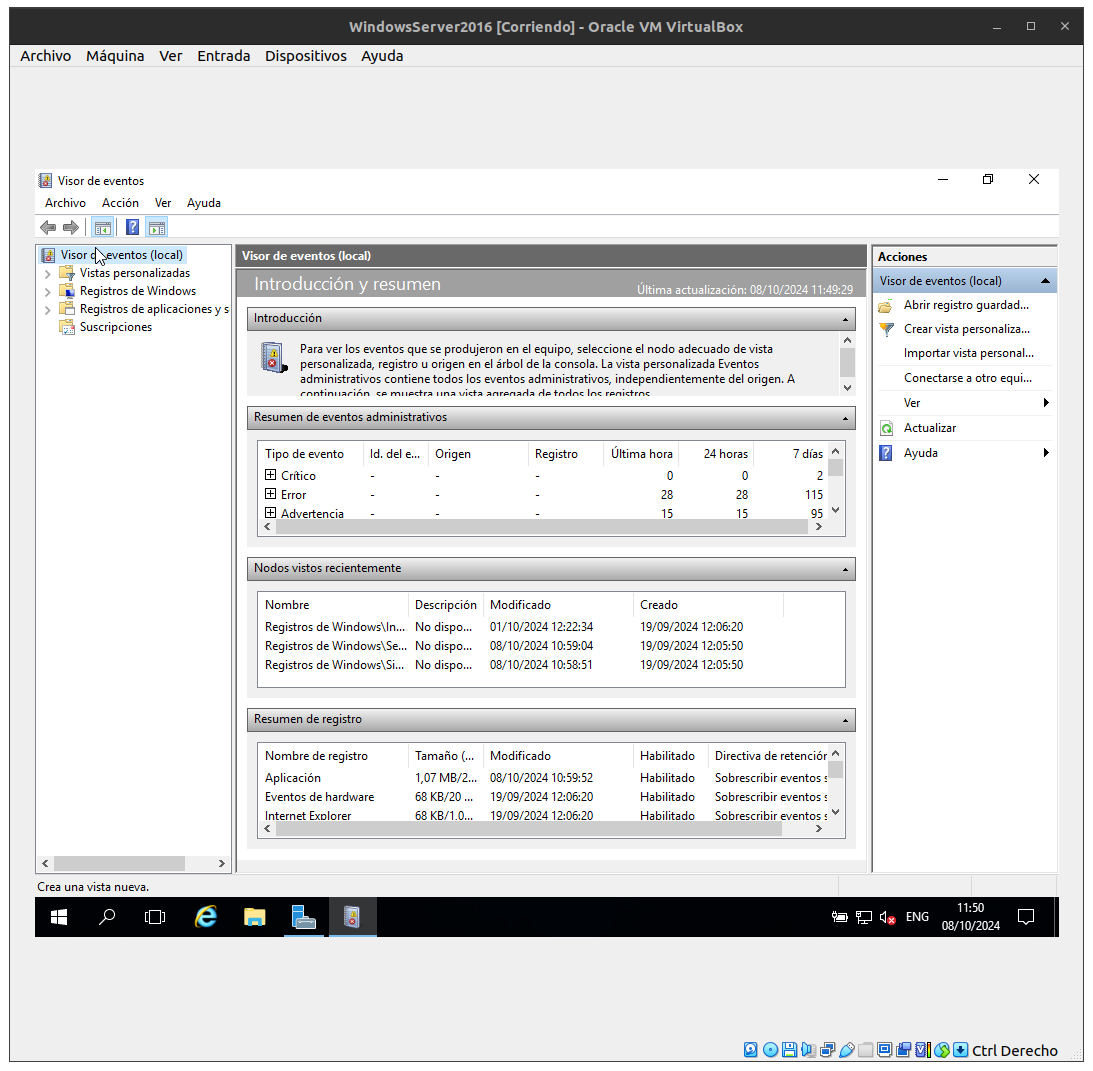 WindowsServer2016 [Corriendo] - Oracle VM VirtualBox
Archivo Máquina Ver Entrada Dispositivos Ayuda
Visor de eventos
Archivo Acción Ver Ayuda
Visor de eventos (local)
Vistas personalizadas
Registros de Windows
Registros de aplicaciones y s
Suscripciones
Visor de eventos (local)
Introducción y resumen
Última actualización: 08/10/2024 11:49:29
Introducción
Para ver los eventos que se produjeron en el equipo, seleccione el nodo adecuado de vista
personalizada, registro u origen en el árbol de la consola. La vista personalizada Eventos
administrativos contiene todos los eventos administrativos, independientemente del origen. A
continuación, se muestra una vista agregada de todos los registros.
Resumen de eventos administrativos
Tipo de evento Id. del e... Origen Registro Última hora 24 horas 7 días
Crítico - - - 0 0 2
Error - - - 28 28 115
Advertencia - - - 15 15 95
Nodos vistos recientemente
Nombre Descripción Modificado Creado
Registros de Windows\In... No dispo... 01/10/2024 12:22:34 19/09/2024 12:06:20
Registros de Windows\Se... No dispo... 08/10/2024 10:59:04 19/09/2024 12:05:50
Registros de Windows\Si... No dispo... 08/10/2024 10:58:51 19/09/2024 12:05:50
Resumen de registro
Nombre de registro Tamaño (... Modificado Habilitado Directiva de retención
Aplicación 1,07 MB/2... 08/10/2024 10:59:52 Habilitado Sobrescribir eventos s
Eventos de hardware 68 KB/20 ... 19/09/2024 12:06:20 Habilitado Sobrescribir eventos s
Internet Explorer 68 KB/1.0... 19/09/2024 12:06:20 Habilitado Sobrescribir eventos s
Acciones
Visor de eventos (local)
Abrir registro guardad...
Crear vista personaliza...
Importar vista personal...
Conectarse a otro equi...
Ver
Actualizar
Ayuda
Crea una vista nueva.
ENG
11:50
08/10/2024
Ctrl Derecho